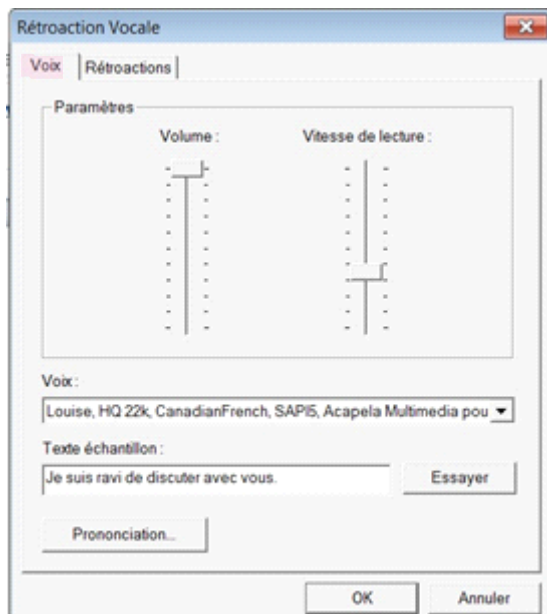 Rétroaction Vocale
Voix Rétroactions
Paramètres
Volume : Vitesse de lecture :
Voix :
Louise, HQ 22k, CanadianFrench, SAPI5, Acapela Multimedia pou
Texte échantillon :
Je suis ravi de discuter avec vous. Essayer
Prononciation...
OK Annuler